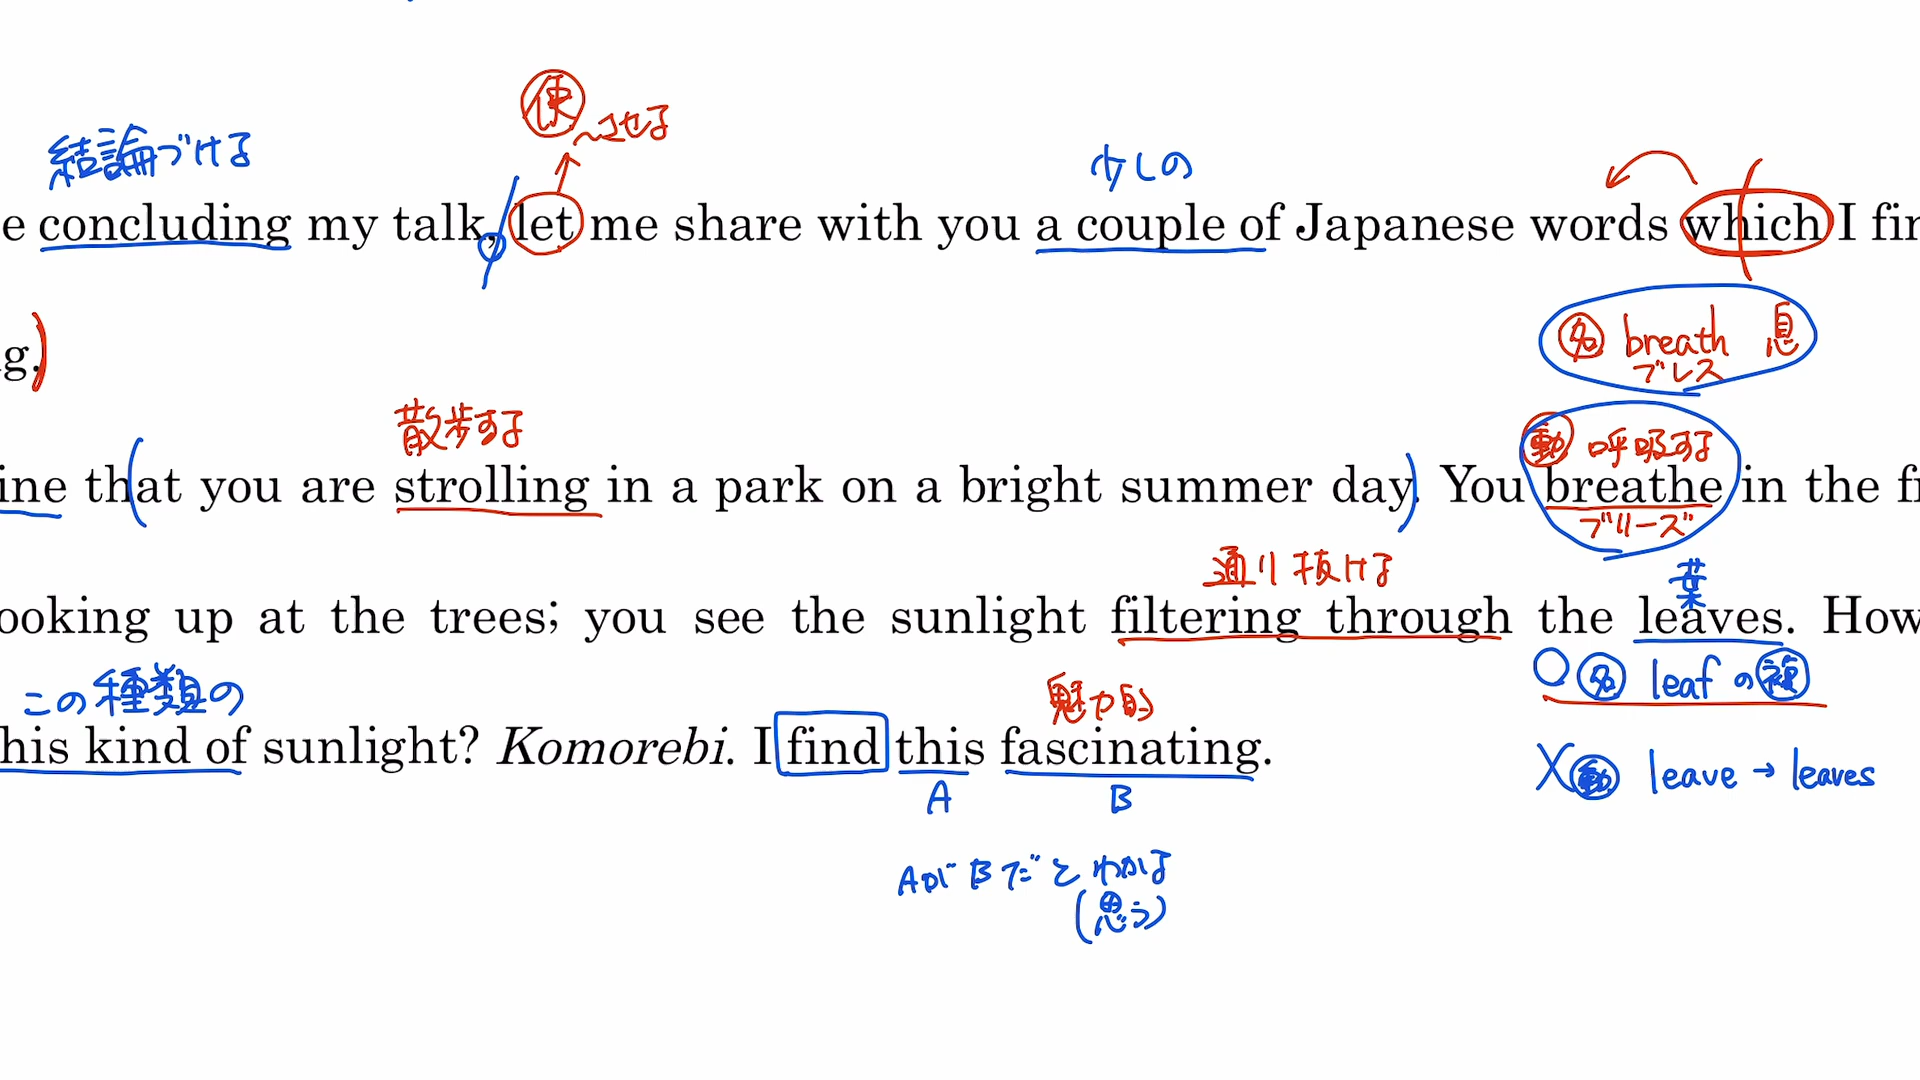 使
〜させる
結論づける
少しの
e concluding my talk, let me share with you a couple of Japanese words which I fin
名 breath 息
ブレス
g.
散歩する
動 呼吸する
ine that you are strolling in a park on a bright summer day. You breathe in the fr
ブリーズ
通り抜ける
葉
ooking up at the trees; you see the sunlight filtering through the leaves. How
名 leaf の複
この種類の
魅力的
his kind of sunlight? Komorebi. I find this fascinating.
X動 leave → leaves
A B
AがBだとわかる
(思う)